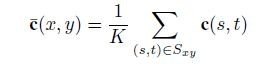 c̄(x, y) = 1/K ∑_{(s,t)∈S_{xy}} c(s, t)